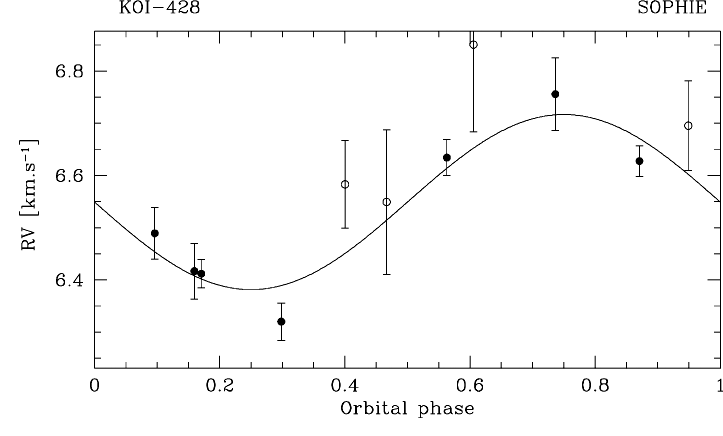 KOI−428 SOPHIE
6.8
6.6
6.4
RV [km.s⁻¹]
0 0.2 0.4 0.6 0.8 1
Orbital phase